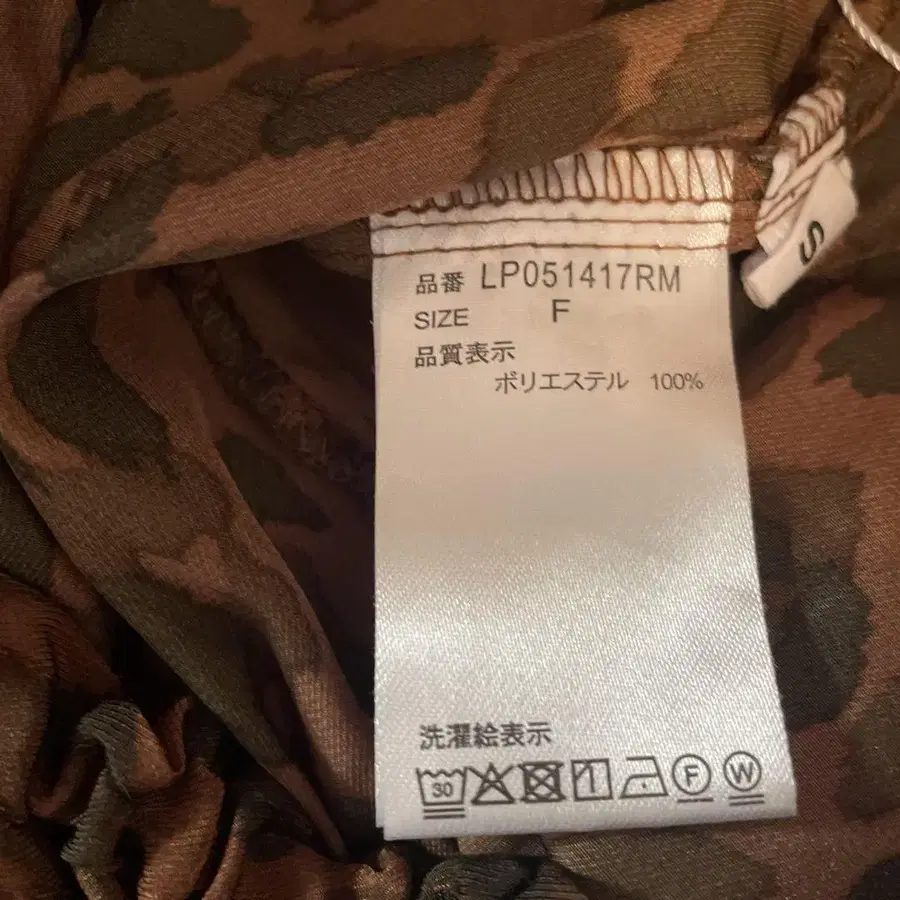 品番 LP051417RM
SIZE F
品質表示
ポリエステル 100%
洗濯絵表示
30 F W
S